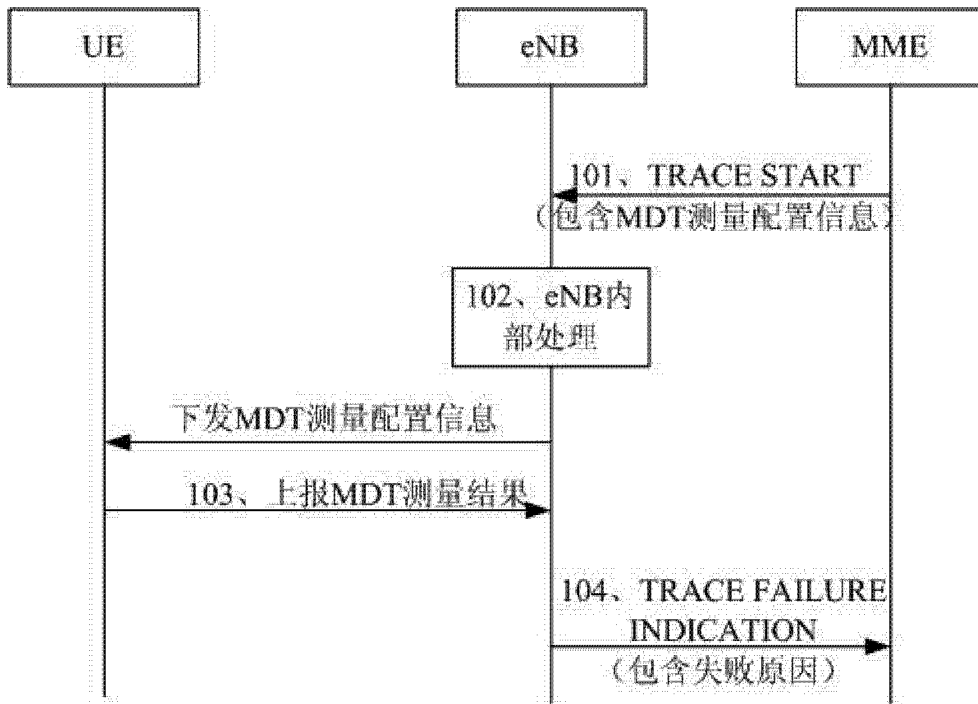 UE
eNB
MME
101、TRACE START
（包含MDT测量配置信息）
102、eNB内
部处理
下发MDT测量配置信息
103、上报MDT测量结果
104、TRACE FAILURE
INDICATION
（包含失败原因）